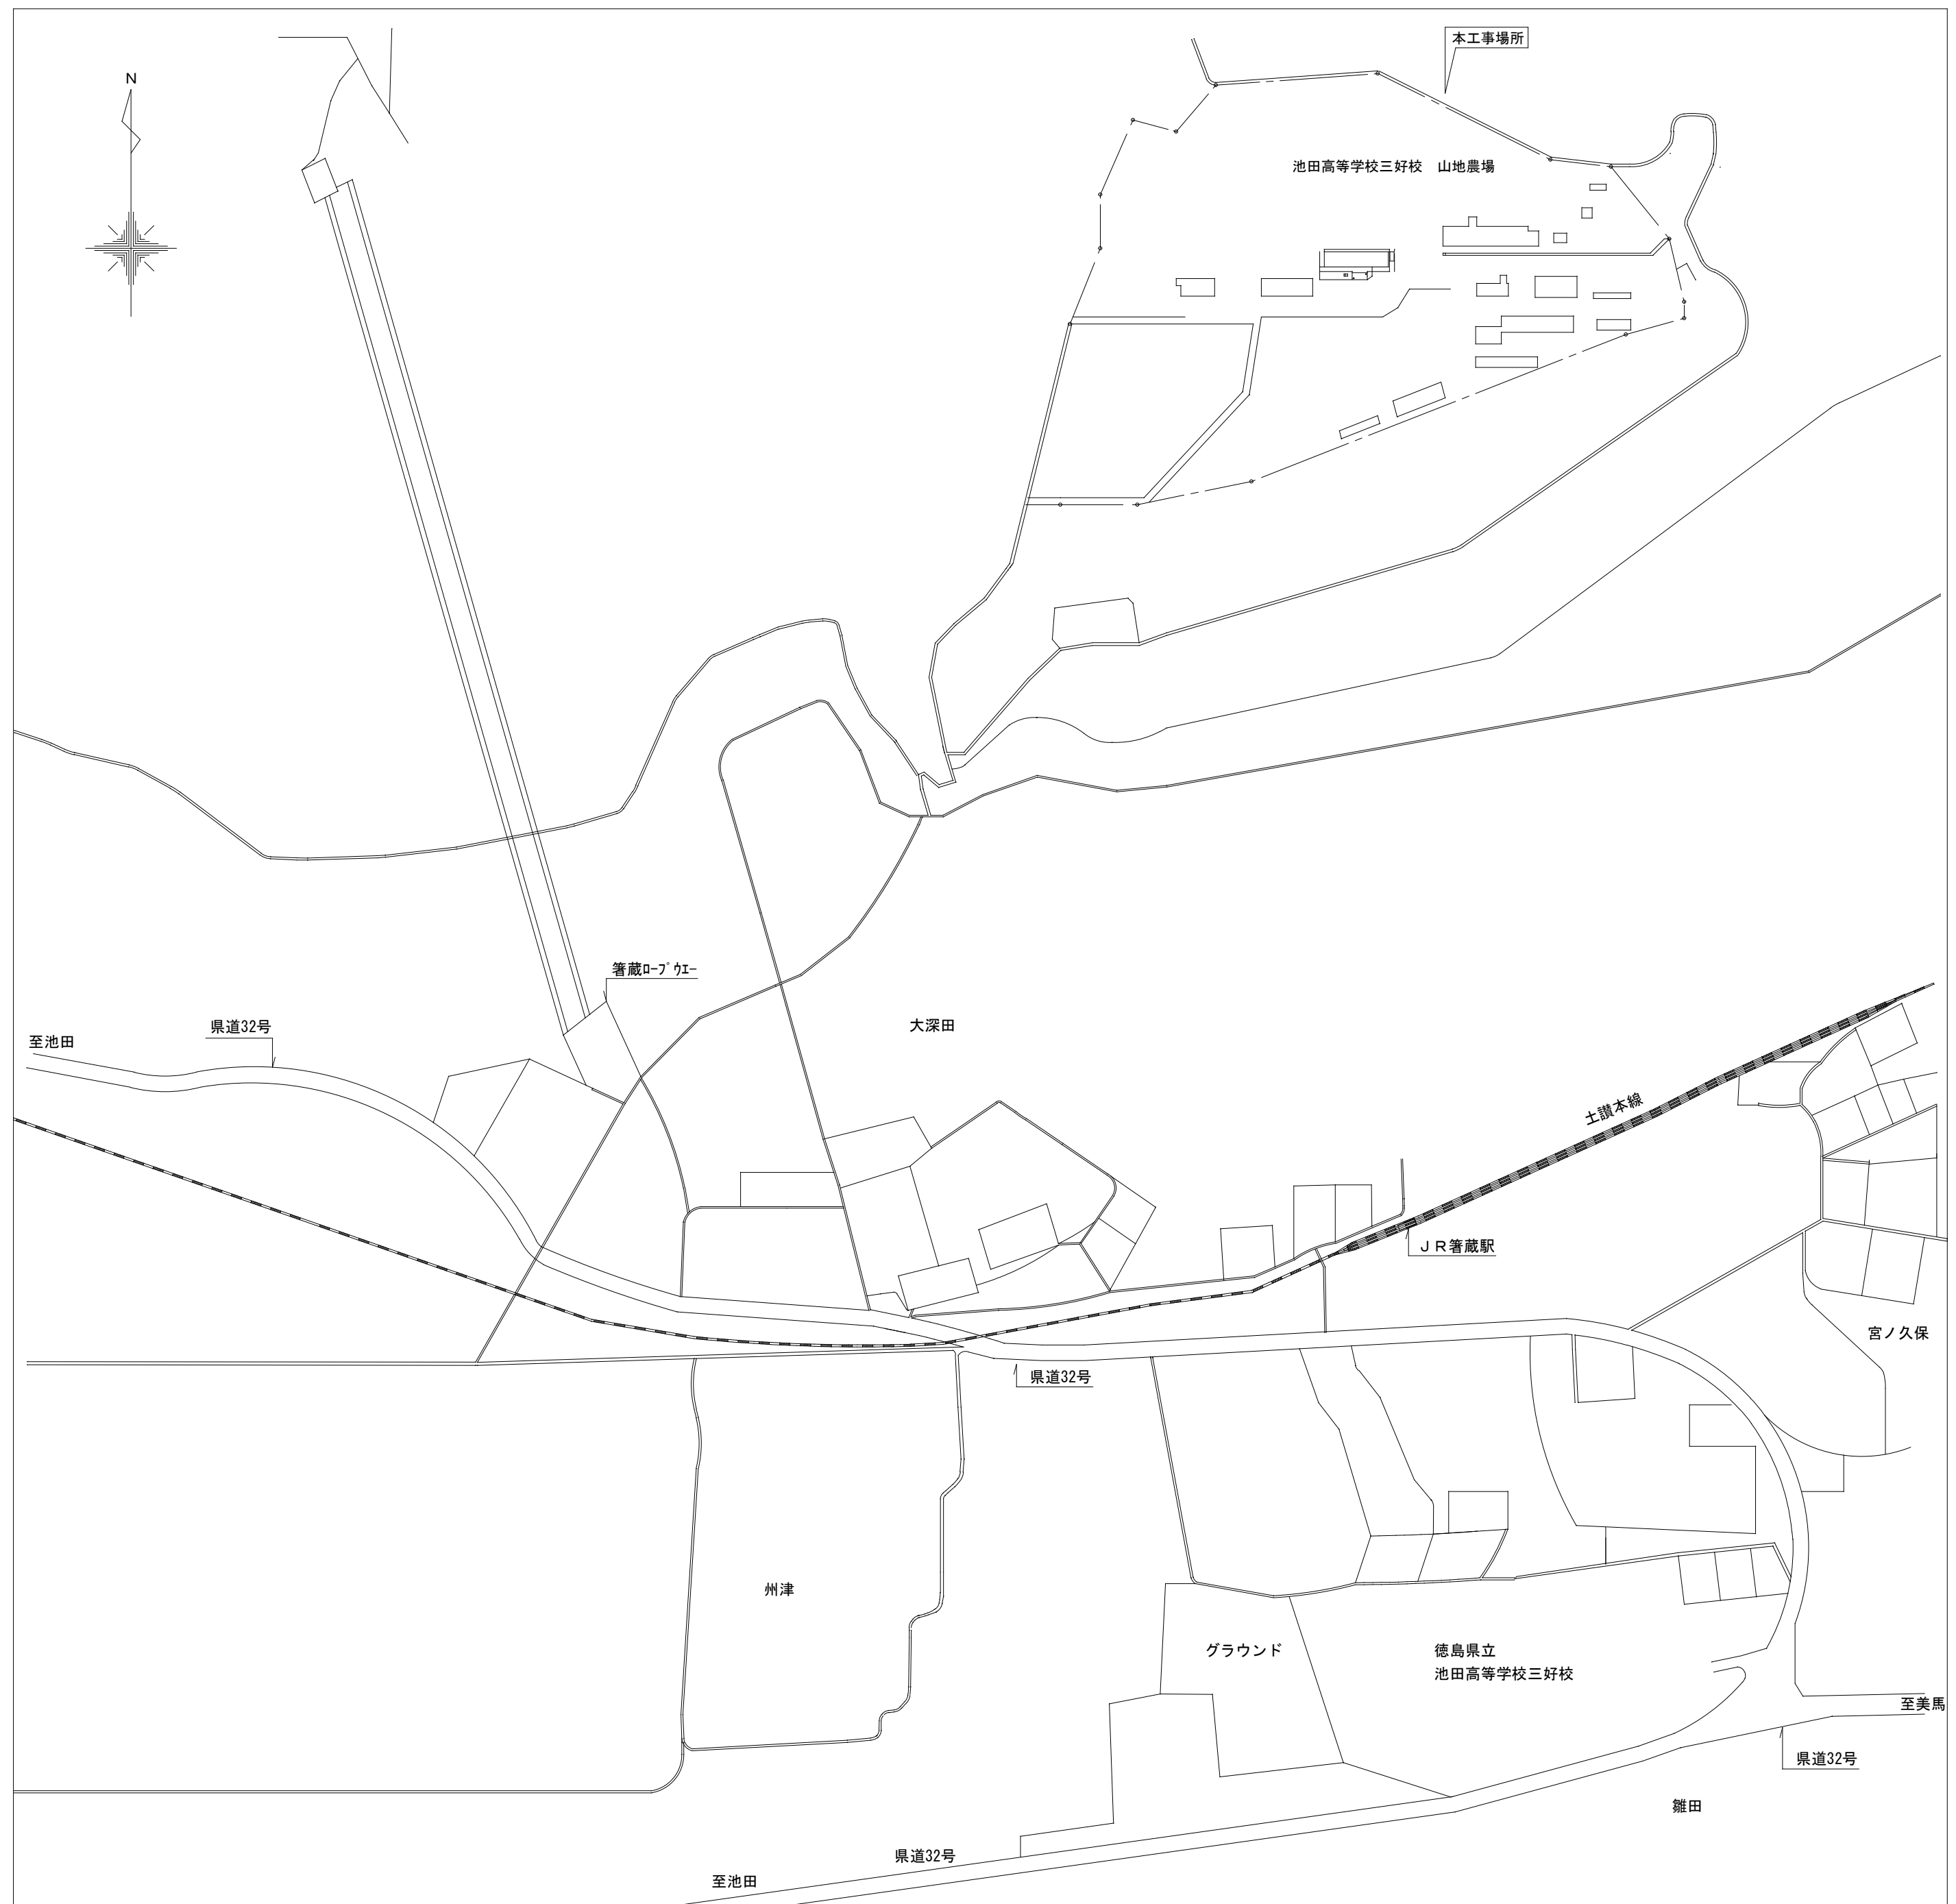 本工事場所
N
池田高等学校三好校　山地農場
箸蔵ﾛｰﾌﾟｳｴｰ
県道32号
至池田
大深田
土讃本線
ＪＲ箸蔵駅
宮ノ久保
県道32号
州津
グラウンド
徳島県立
池田高等学校三好校
至美馬
県道32号
雛田
県道32号
至池田